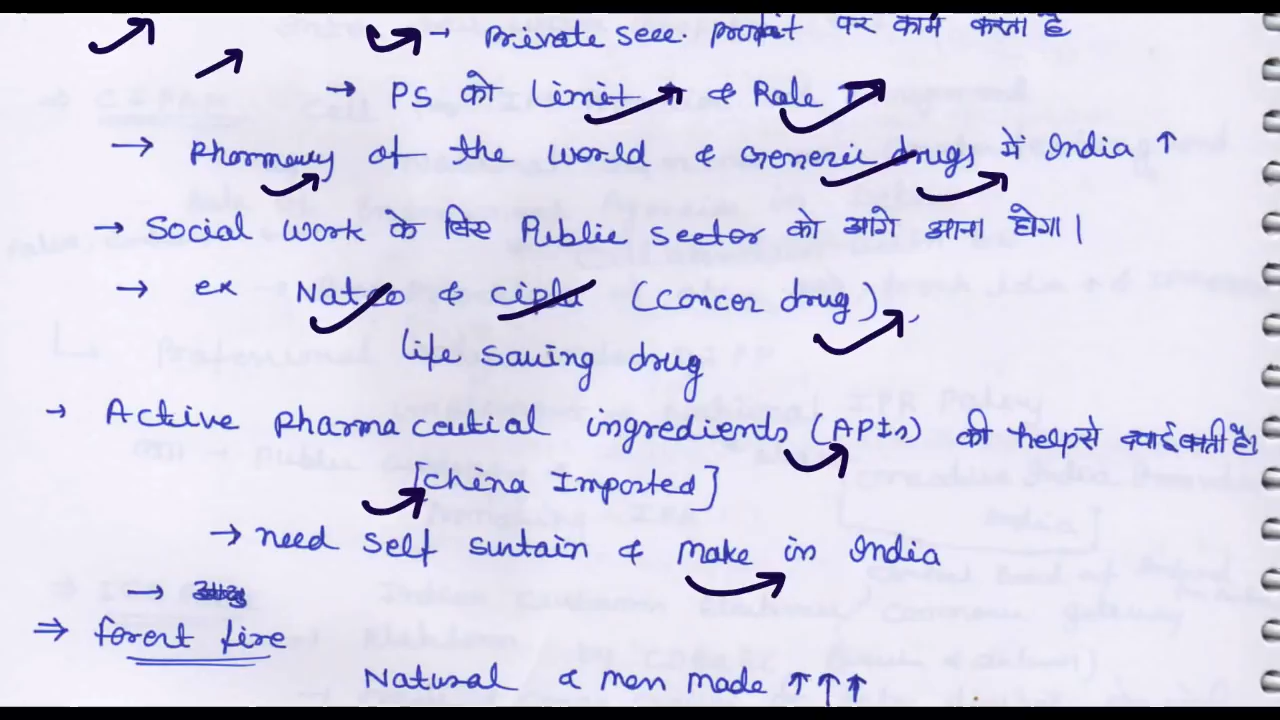 → Private sec. profit पर काम करता है
→ PS को Limit ↑ & Role ↑
→ Pharmacy of the world & Generic drugs में India ↑
→ Social work के लिए Public sector को आगे आना होगा।
→ ex Natco & cipla (concer drug)
life saving drug
→ Active pharmaceutial ingredients (APIs) की helpसे दवाई बनती है।
[China Imported]
→ need self sustain & make in India
→
⇒ forest fire
Natural & man made ↑↑↑